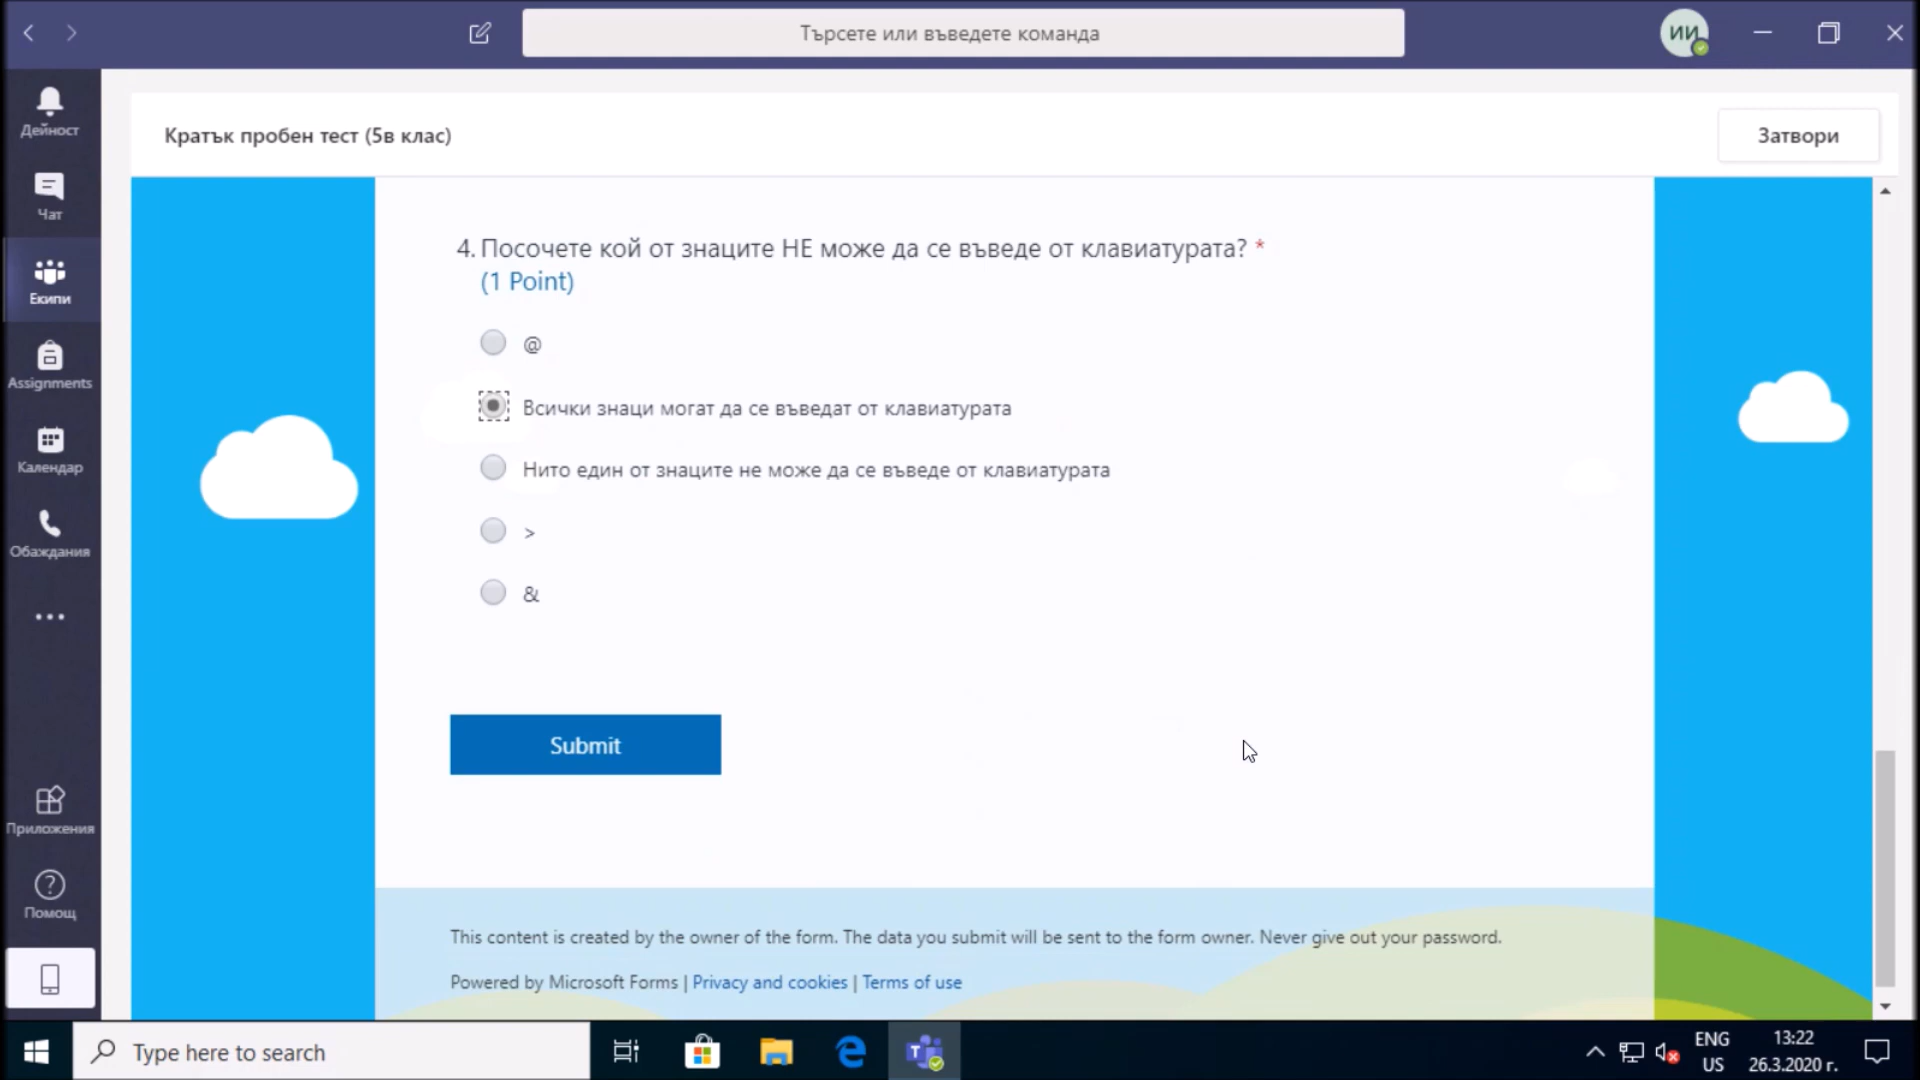 Търсете или въведете команда
ИИ
Дейност
Чат
Екипи
Assignments
Календар
Обаждания
Приложения
Помощ
Кратък пробен тест (5в клас)
Затвори
4. Посочете кой от знаците НЕ може да се въведе от клавиатурата? *
(1 Point)
@
Всички знаци могат да се въведат от клавиатурата
Нито един от знаците не може да се въведе от клавиатурата
>
&
Submit
This content is created by the owner of the form. The data you submit will be sent to the form owner. Never give out your password.
Powered by Microsoft Forms | Privacy and cookies | Terms of use
Type here to search
ENG
US
13:22
26.3.2020 г.